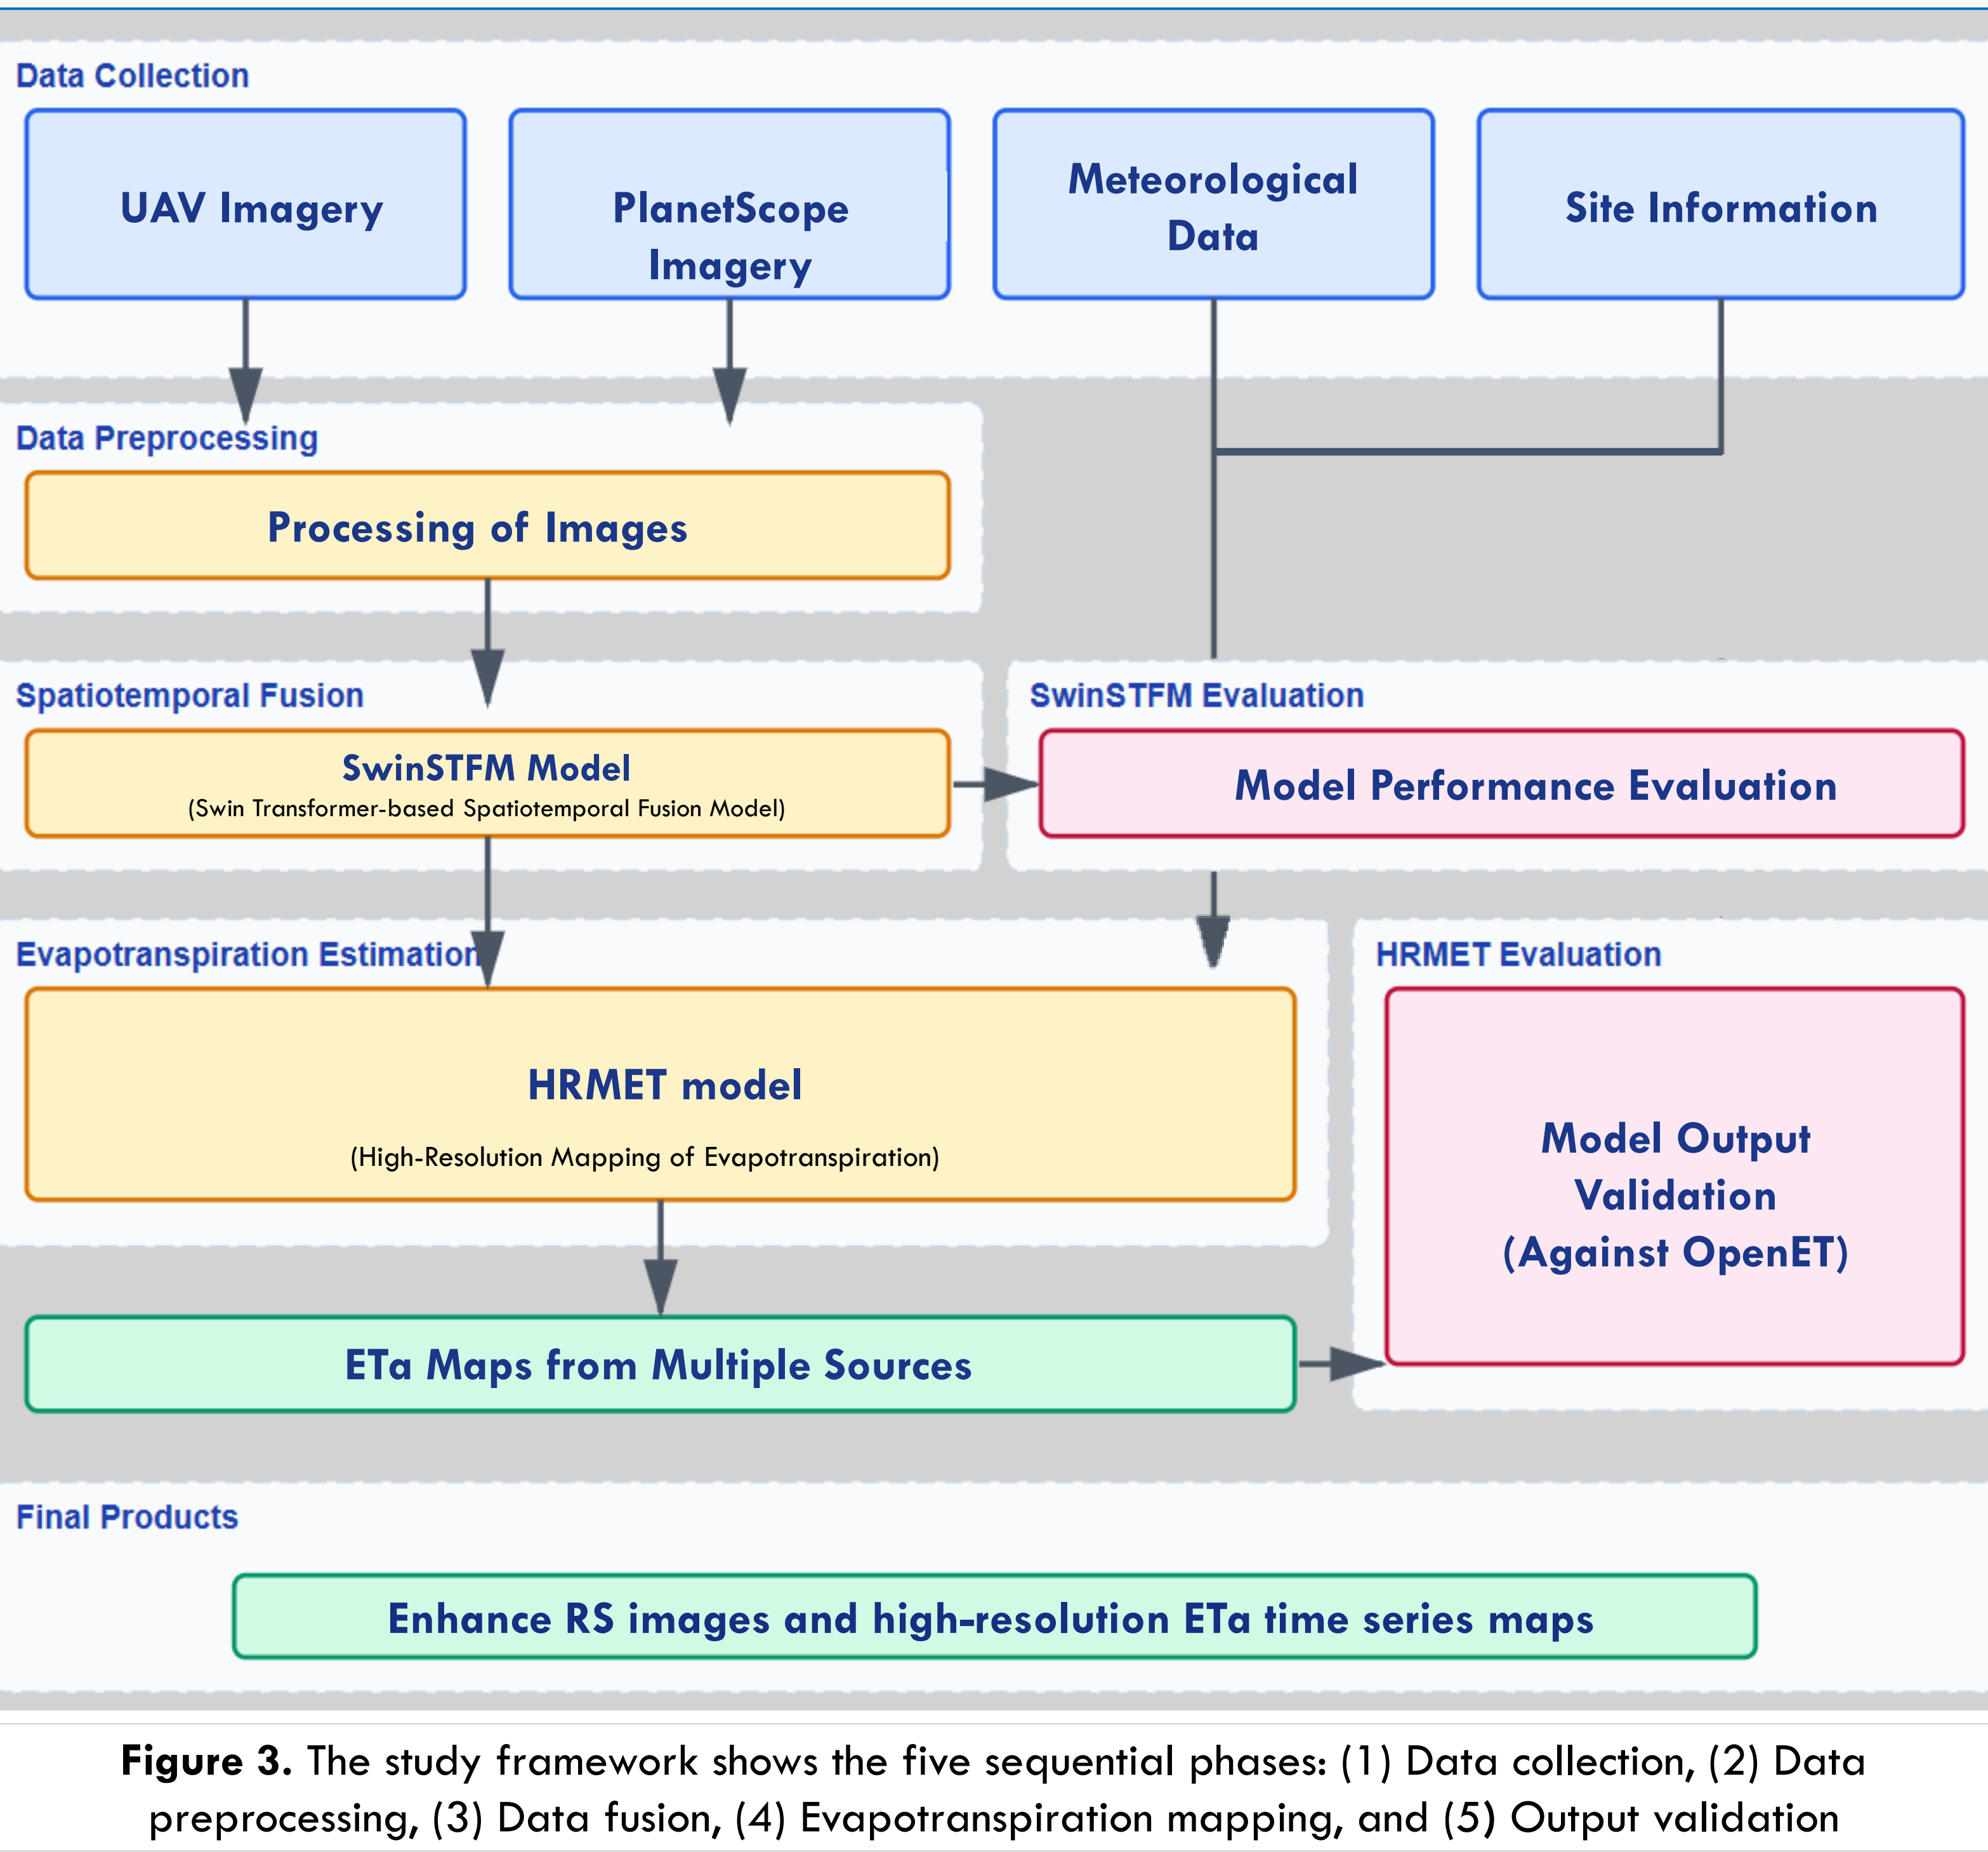 Data Collection
UAV Imagery
PlanetScope
Imagery
Meteorological
Data
Site Information
Data Preprocessing
Processing of Images
Spatiotemporal Fusion
SwinSTFM Model
(Swin Transformer-based Spatiotemporal Fusion Model)
SwinSTFM Evaluation
Model Performance Evaluation
Evapotranspiration Estimation
HRMET model
(High-Resolution Mapping of Evapotranspiration)
HRMET Evaluation
Model Output
Validation
(Against OpenET)
ETa Maps from Multiple Sources
Final Products
Enhance RS images and high-resolution ETa time series maps
Figure 3. The study framework shows the five sequential phases: (1) Data collection, (2) Data
preprocessing, (3) Data fusion, (4) Evapotranspiration mapping, and (5) Output validation